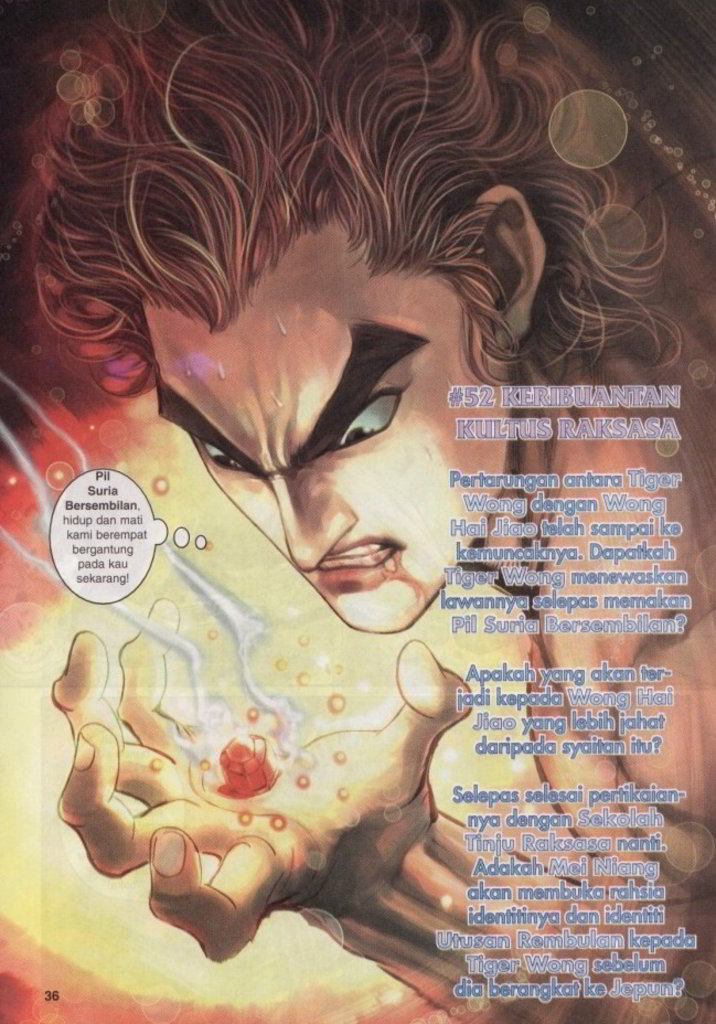 #52 KERIBUANTAN
KULTUS RAKSASA
Pertarungan antara Tiger
Wong dengan Wong
Hai Jiao telah sampai ke
kemuncaknya. Dapatkah
Tiger Wong menewaskan
lawannya selepas memakan
Pil Suria Bersembilan?
Apakah yang akan ter-
jadi kepada Wong Hai
Jiao yang lebih jahat
daripada syaitan itu?
Selepas selesai pertikaian-
nya dengan Sekolah
Tinju Raksasa nanti.
Adakah Mei Niang
akan membuka rahsia
identitinya dan identiti
Utusan Rembulan kepada
Tiger Wong sebelum
dia berangkat ke Jepun?
Pil
Suria
Bersembilan,
hidup dan mati
kami berempat
bergantung
pada kau
sekarang!
36